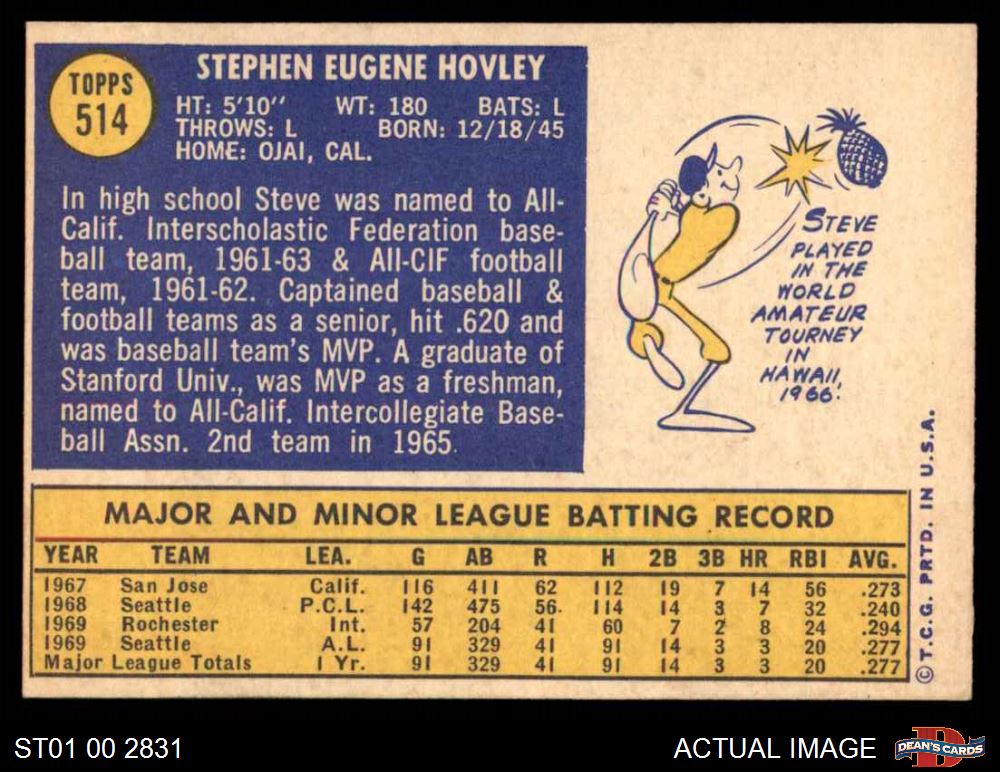 TOPPS
514
STEPHEN EUGENE HOVLEY
HT: 5'10" WT: 180 BATS: L
THROWS: L BORN: 12/18/45
HOME: OJAI, CAL.
In high school Steve was named to All-
Calif. Interscholastic Federation base-
ball team, 1961-63 & All-CIF football
team, 1961-62. Captained baseball &
football teams as a senior, hit .620 and
was baseball team's MVP. A graduate of
Stanford Univ., was MVP as a freshman,
named to All-Calif. Intercollegiate Base-
ball Assn. 2nd team in 1965.
STEVE
PLAYED
IN THE
WORLD
AMATEUR
TOURNEY
IN
HAWAII,
1966.
MAJOR AND MINOR LEAGUE BATTING RECORD
YEAR TEAM LEA. G AB R H 2B 3B HR RBI AVG.
1967 San Jose Calif. 116 411 62 112 19 7 14 56 .273
1968 Seattle P.C.L. 142 475 56 114 14 3 7 32 .240
1969 Rochester Int. 57 204 41 60 7 2 8 24 .294
1969 Seattle A.L. 91 329 41 91 14 3 3 20 .277
Major League Totals 1 Yr. 91 329 41 91 14 3 3 20 .277
© T.C.G. PRTD. IN U.S.A.
ST01 00 2831
ACTUAL IMAGE
D
DEAN'S CARDS